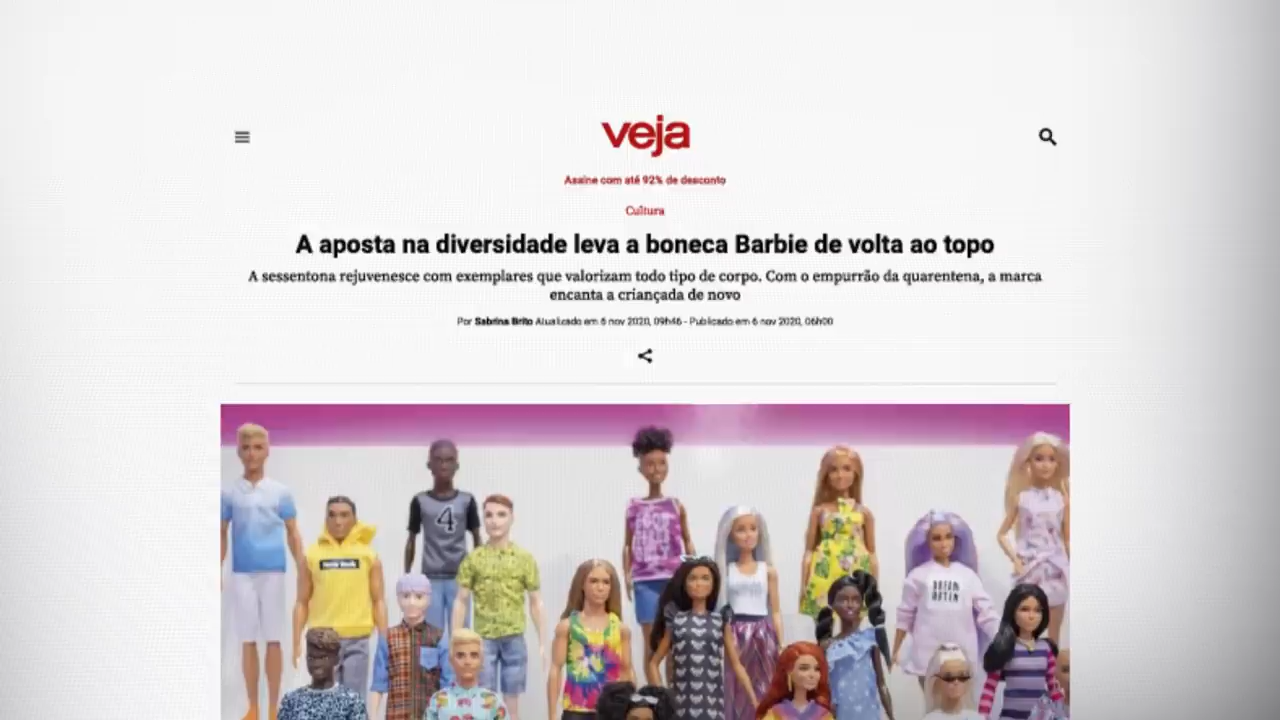 veja
Assine com até 92% de desconto
Cultura
A aposta na diversidade leva a boneca Barbie de volta ao topo
A sessentona rejuvenesce com exemplares que valorizam todo tipo de corpo. Com o empurrão da quarentena, a marca
encanta a criançada de novo
Por Sabrina Brito Atualizado em 6 nov 2020, 09h46 - Publicado em 6 nov 2020, 06h00
4